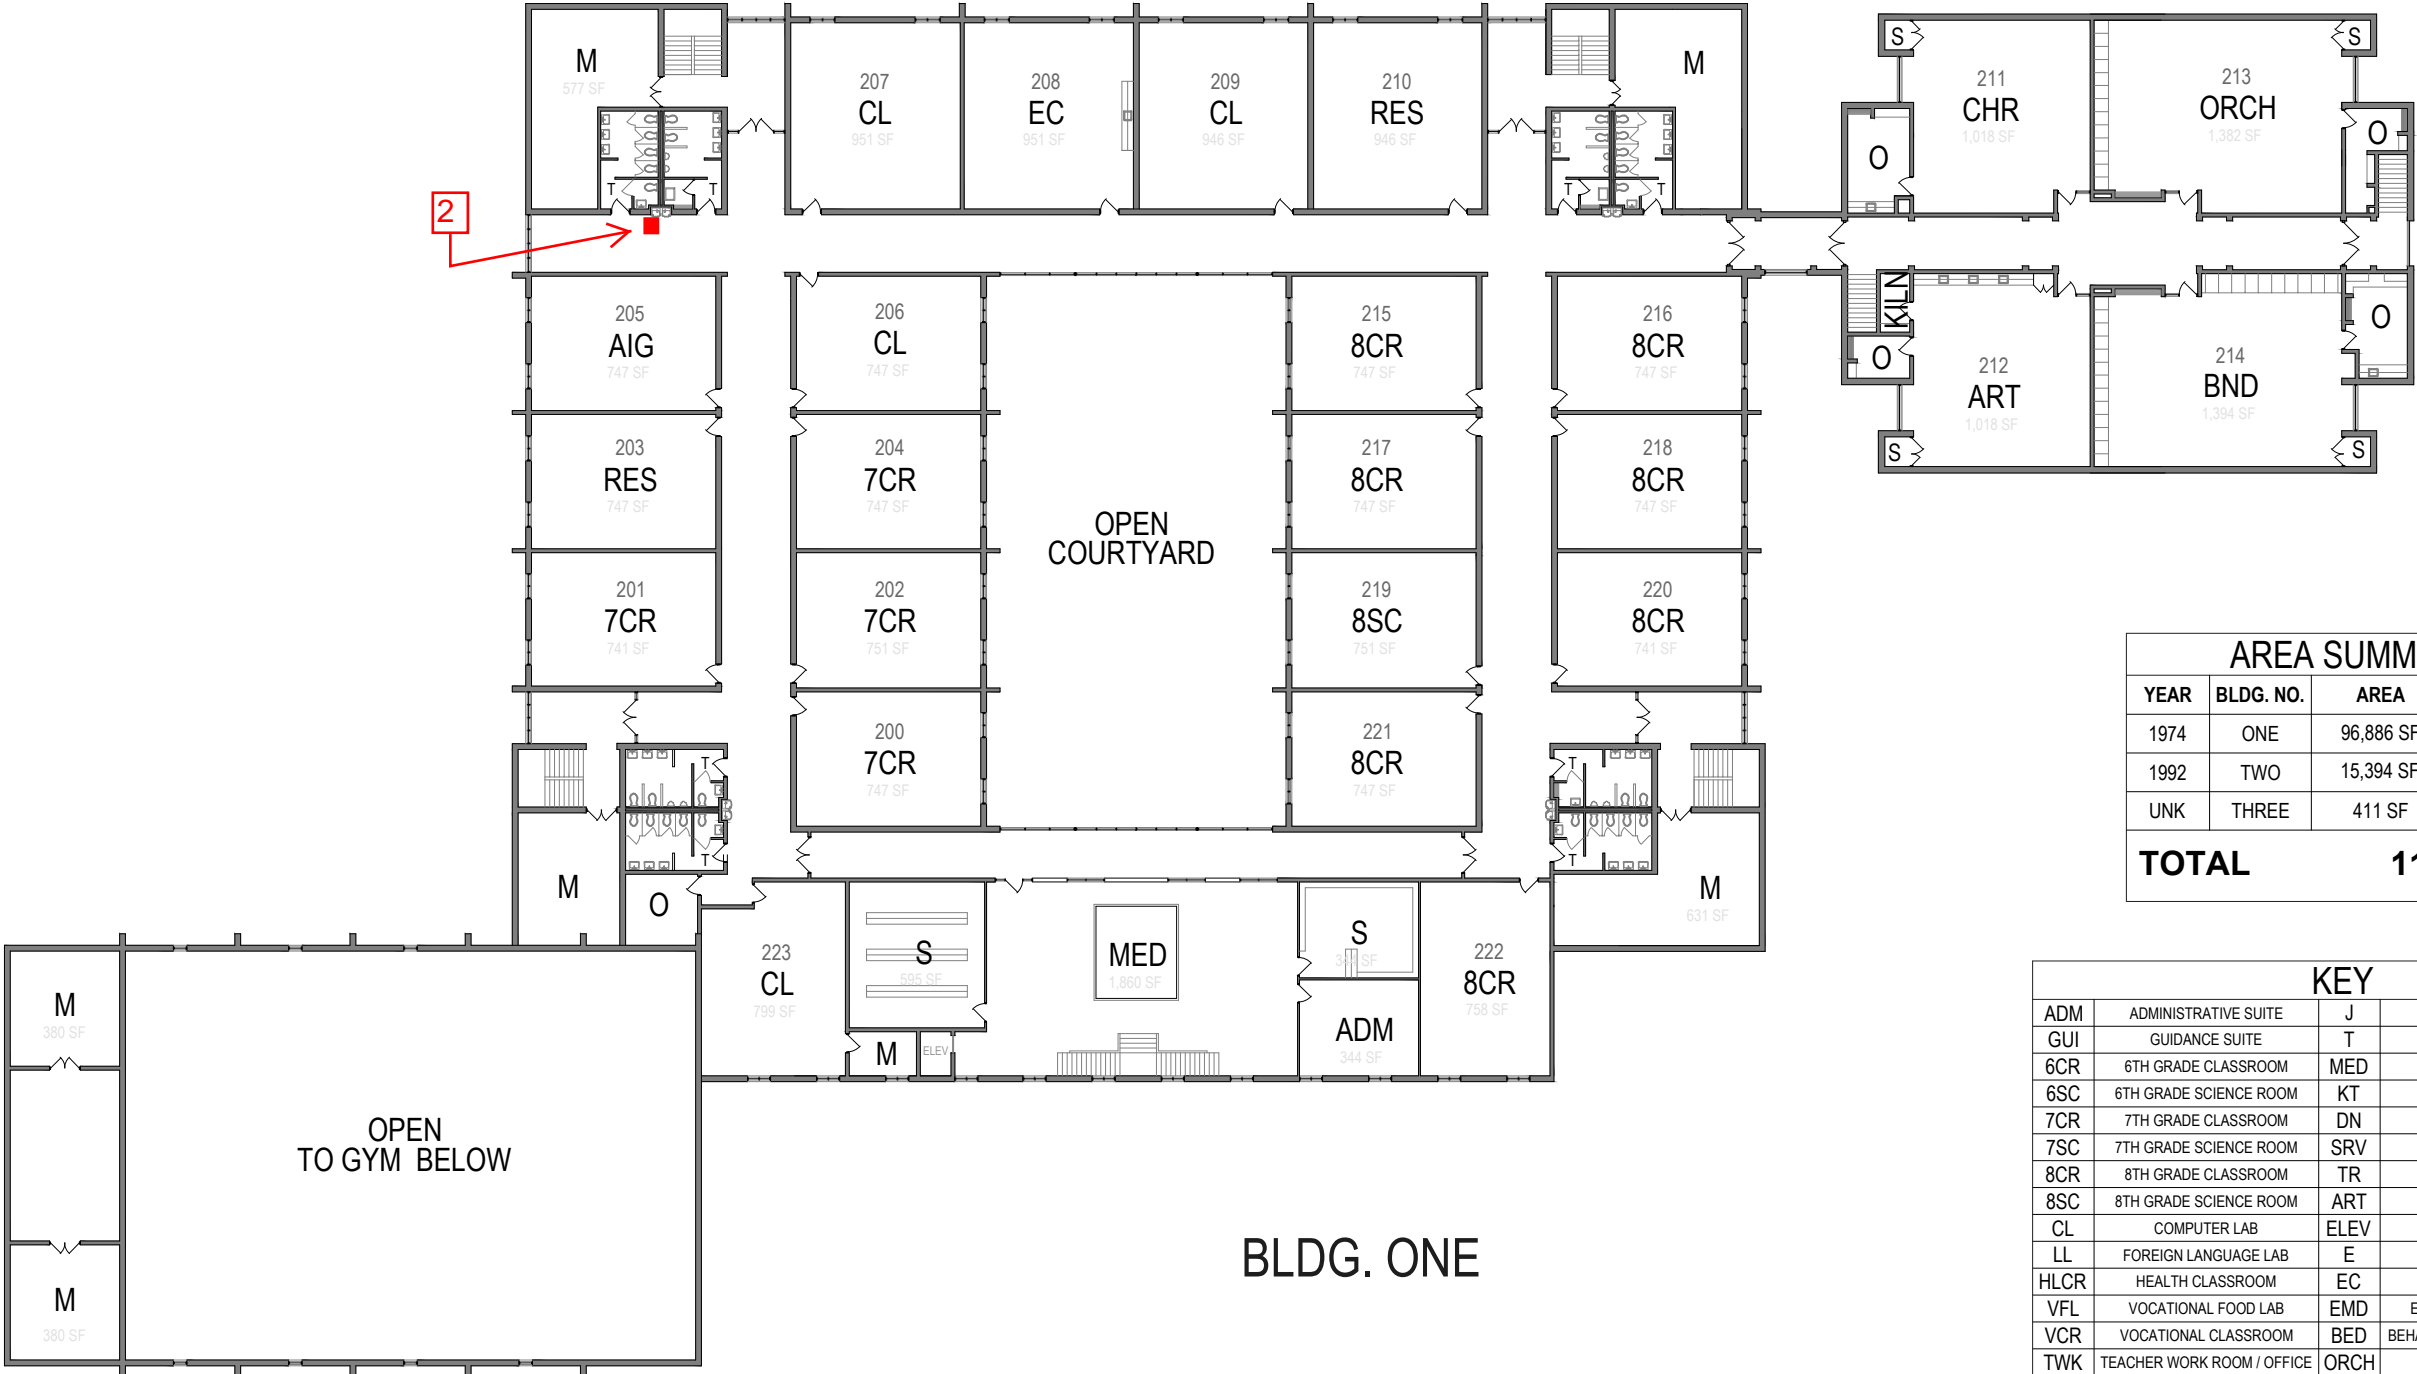 M
577 SF
207
CL
951 SF
208
EC
951 SF
209
CL
946 SF
210
RES
946 SF
M
T
T
T
T
2
S
S
211
CHR
1,018 SF
213
ORCH
1,382 SF
O
O
205
AIG
747 SF
206
CL
747 SF
215
8CR
747 SF
216
8CR
747 SF
KILN
O
O
212
ART
1,018 SF
214
BND
1,394 SF
S
S
203
RES
747 SF
204
7CR
747 SF
217
8CR
747 SF
218
8CR
747 SF
OPEN
COURTYARD
201
7CR
741 SF
202
7CR
751 SF
219
8SC
751 SF
220
8CR
741 SF
200
7CR
747 SF
221
8CR
747 SF
T
T
T
T
M
O
M
631 SF
223
CL
799 SF
S
595 SF
MED
1,860 SF
S
344 SF
222
8CR
758 SF
M
ELEV
ADM
344 SF
M
380 SF
OPEN
TO GYM BELOW
M
380 SF
BLDG. ONE
AREA SUMM
YEAR BLDG. NO. AREA
1974 ONE 96,886 SF
1992 TWO 15,394 SF
UNK THREE 411 SF
TOTAL 11
KEY
ADM ADMINISTRATIVE SUITE J
GUI GUIDANCE SUITE T
6CR 6TH GRADE CLASSROOM MED
6SC 6TH GRADE SCIENCE ROOM KT
7CR 7TH GRADE CLASSROOM DN
7SC 7TH GRADE SCIENCE ROOM SRV
8CR 8TH GRADE CLASSROOM TR
8SC 8TH GRADE SCIENCE ROOM ART
CL COMPUTER LAB ELEV
LL FOREIGN LANGUAGE LAB E
HLCR HEALTH CLASSROOM EC
VFL VOCATIONAL FOOD LAB EMD E
VCR VOCATIONAL CLASSROOM BED BEHA
TWK TEACHER WORK ROOM / OFFICE ORCH